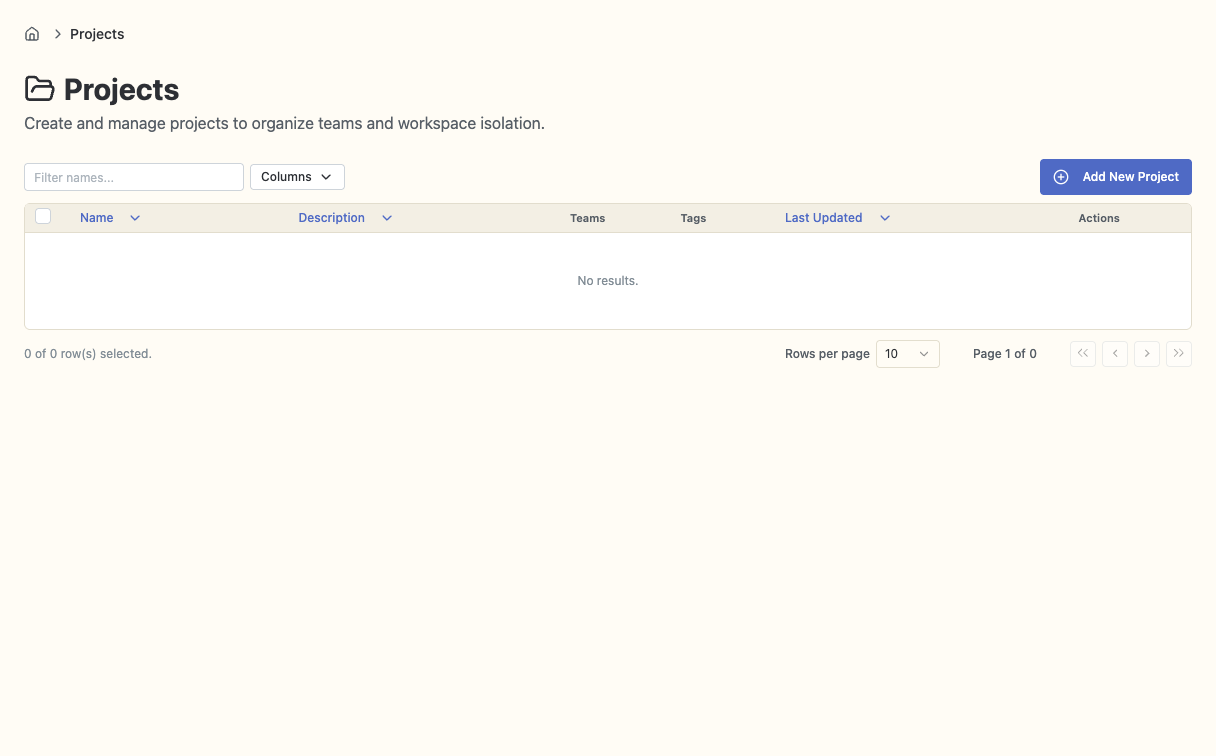 Projects
Projects
Create and manage projects to organize teams and workspace isolation.
Filter names...
Columns
Add New Project
Name Description Teams Tags Last Updated Actions
No results.
0 of 0 row(s) selected.
Rows per page 10 Page 1 of 0